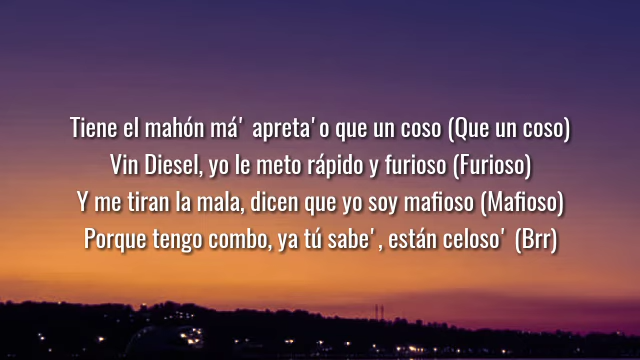 Tiene el mahón má' apreta'o que un coso (Que un coso)
Vin Diesel, yo le meto rápido y furioso (Furioso)
Y me tiran la mala, dicen que yo soy mafioso (Mafioso)
Porque tengo combo, ya tú sabe', están celoso' (Brr)